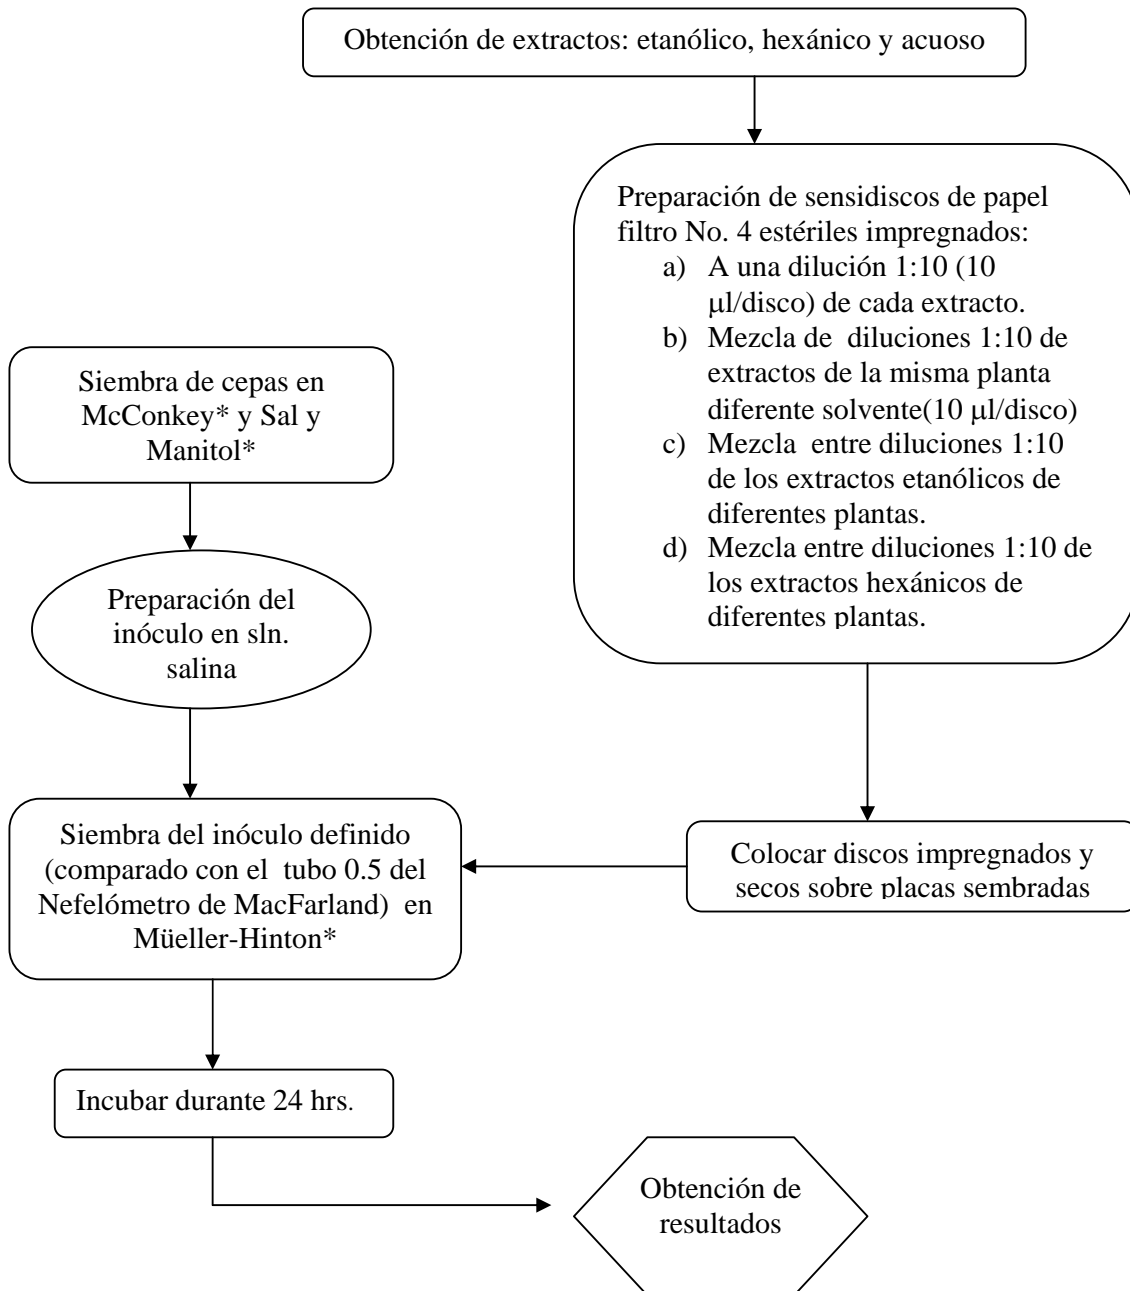 Obtención de extractos: etanólico, hexánico y acuoso
Preparación de sensidiscos de papel
filtro No. 4 estériles impregnados:
a) A una dilución 1:10 (10
μl/disco) de cada extracto.
b) Mezcla de diluciones 1:10 de
extractos de la misma planta
diferente solvente(10 μl/disco)
c) Mezcla entre diluciones 1:10
de los extractos etanólicos de
diferentes plantas.
d) Mezcla entre diluciones 1:10 de
los extractos hexánicos de
diferentes plantas.
Siembra de cepas en
McConkey* y Sal y
Manitol*
Preparación del
inóculo en sln.
salina
Siembra del inóculo definido
(comparado con el tubo 0.5 del
Nefelómetro de MacFarland) en
Müeller-Hinton*
Colocar discos impregnados y
secos sobre placas sembradas
Incubar durante 24 hrs.
Obtención de
resultados